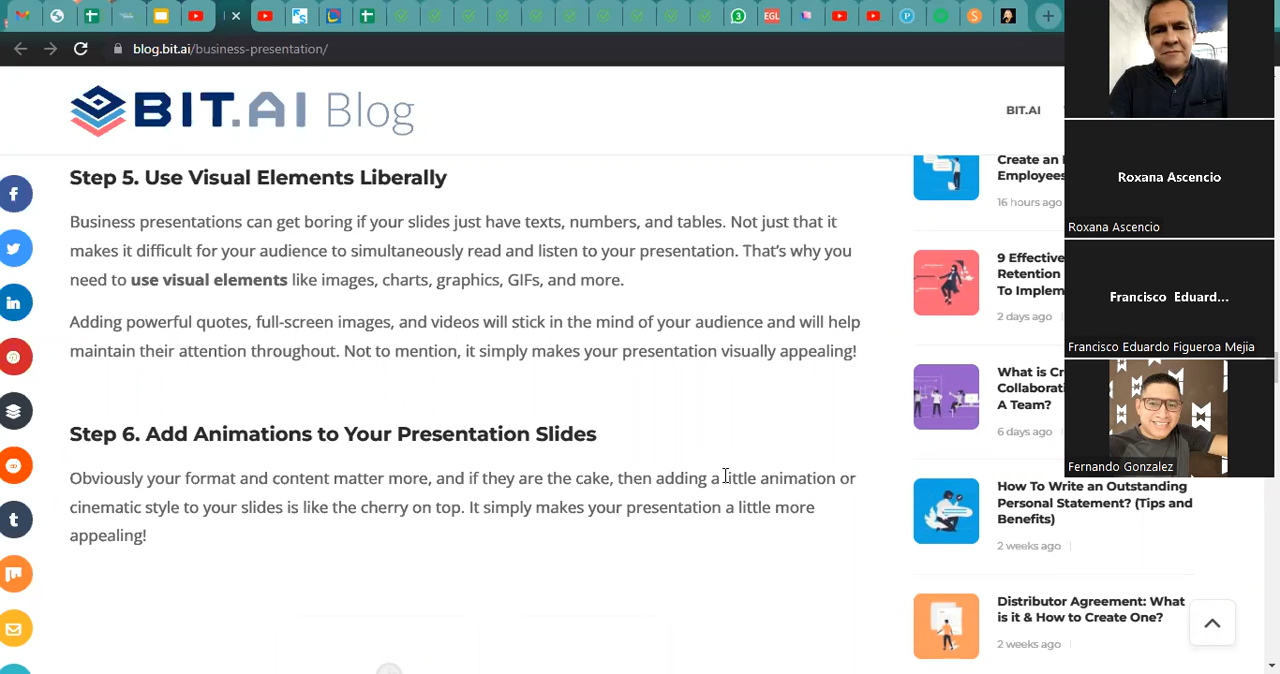 3
EGL
blog.bit.ai/business-presentation/
BIT.AI Blog
BIT.AI
Step 5. Use Visual Elements Liberally
Business presentations can get boring if your slides just have texts, numbers, and tables. Not just that it
makes it difficult for your audience to simultaneously read and listen to your presentation. That’s why you
need to use visual elements like images, charts, graphics, GIFs, and more.
Adding powerful quotes, full-screen images, and videos will stick in the mind of your audience and will help
maintain their attention throughout. Not to mention, it simply makes your presentation visually appealing!
Step 6. Add Animations to Your Presentation Slides
Obviously your format and content matter more, and if they are the cake, then adding a little animation or
cinematic style to your slides is like the cherry on top. It simply makes your presentation a little more
appealing!
Create an
Employees
16 hours ago
9 Effective
Retention
To Implem
2 days ago
What is Cr
Collaborati
A Team?
6 days ago
How To Write an Outstanding
Personal Statement? (Tips and
Benefits)
2 weeks ago
Distributor Agreement: What
is it & How to Create One?
2 weeks ago
Roxana Ascencio
Roxana Ascencio
Francisco Eduard...
Francisco Eduardo Figueroa Mejia
Fernando Gonzalez